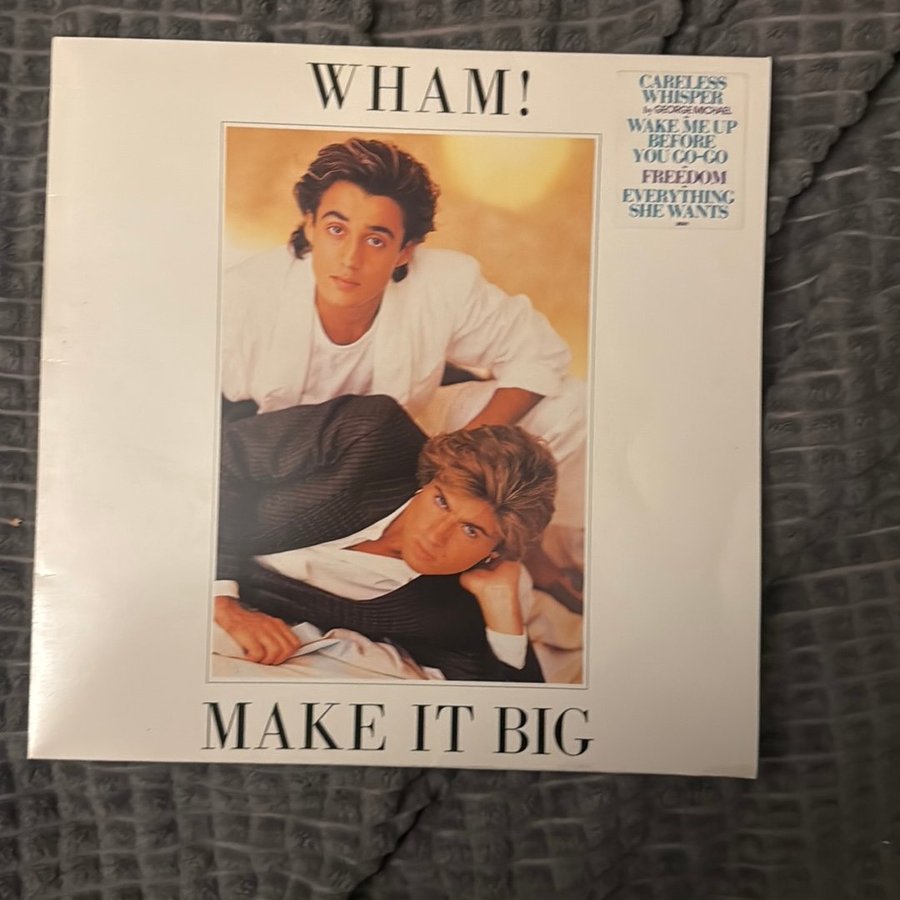 WHAM!
CARELESS
WHISPER
by GEORGE MICHAEL
WAKE ME UP
BEFORE
YOU GO-GO
FREEDOM
EVERYTHING
SHE WANTS
MAKE IT BIG